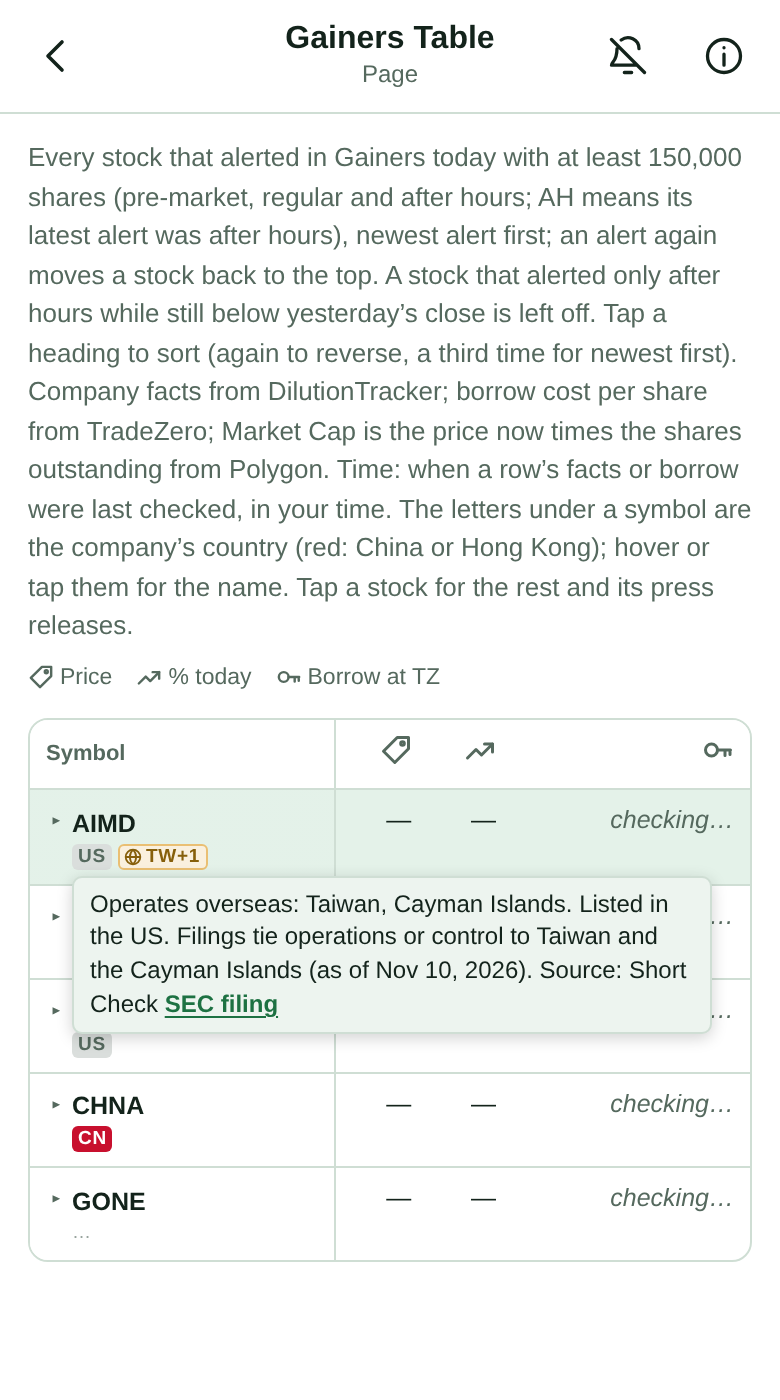 Gainers Table
Page
Every stock that alerted in Gainers today with at least 150,000
shares (pre-market, regular and after hours; AH means its
latest alert was after hours), newest alert first; an alert again
moves a stock back to the top. A stock that alerted only after
hours while still below yesterday’s close is left off. Tap a
heading to sort (again to reverse, a third time for newest first).
Company facts from DilutionTracker; borrow cost per share
from TradeZero; Market Cap is the price now times the shares
outstanding from Polygon. Time: when a row’s facts or borrow
were last checked, in your time. The letters under a symbol are
the company’s country (red: China or Hong Kong); hover or
tap them for the name. Tap a stock for the rest and its press
releases.
Price % today Borrow at TZ
Symbol
AIMD — — checking…
US TW+1
Operates overseas: Taiwan, Cayman Islands. Listed in
the US. Filings tie operations or control to Taiwan and
the Cayman Islands (as of Nov 10, 2026). Source: Short
Check SEC filing
…
…
US
CHNA — — checking…
CN
GONE — — checking…
…